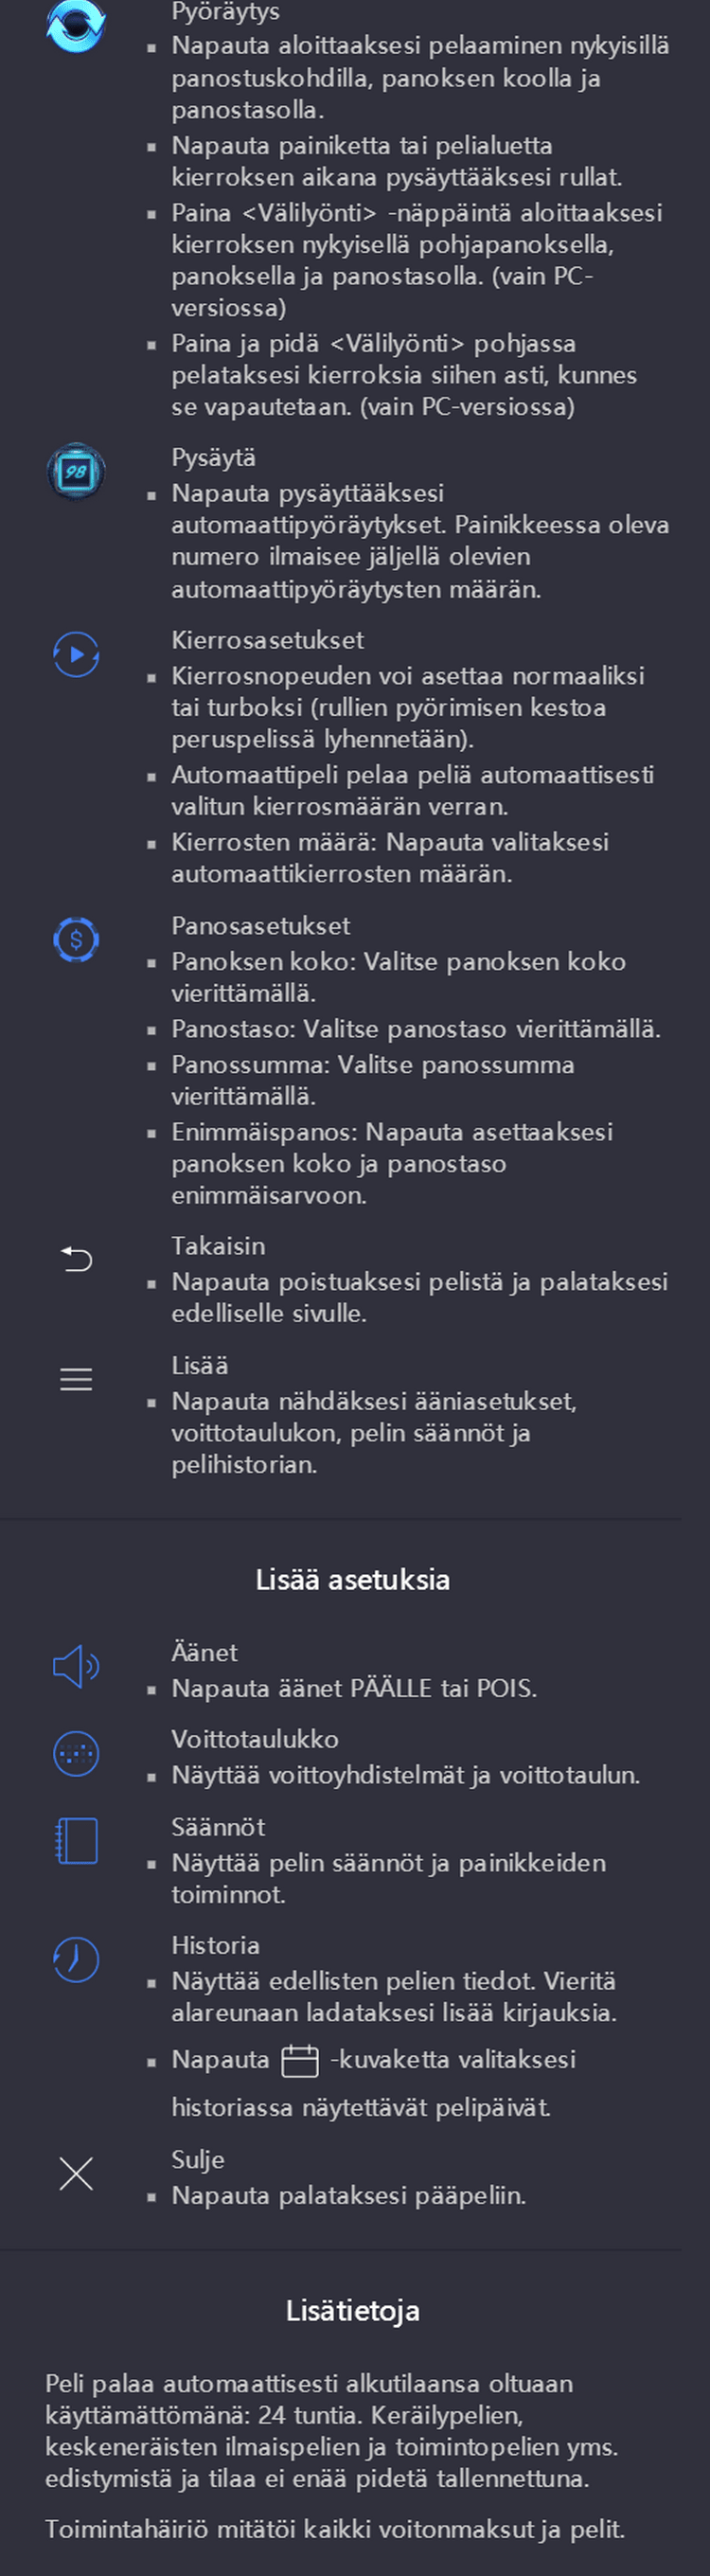 Pyöräytys
▪ Napauta aloittaaksesi pelaaminen nykyisillä
panostuskohdilla, panoksen koolla ja
panostasolla.
▪ Napauta painiketta tai pelialuetta
kierroksen aikana pysäyttääksesi rullat.
▪ Paina <Välilyönti> -näppäintä aloittaaksesi
kierroksen nykyisellä pohjapanoksella,
panoksella ja panostasolla. (vain PC-
versiossa)
▪ Paina ja pidä <Välilyönti> pohjassa
pelataksesi kierroksia siihen asti, kunnes
se vapautetaan. (vain PC-versiossa)
98
Pysäytä
▪ Napauta pysäyttääksesi
automaattipyöräytykset. Painikkeessa oleva
numero ilmaisee jäljellä olevien
automaattipyöräytysten määrän.
Kierrosasetukset
▪ Kierrosnopeuden voi asettaa normaaliksi
tai turboksi (rullien pyörimisen kestoa
peruspelissä lyhennetään).
▪ Automaattipeli pelaa peliä automaattisesti
valitun kierrosmäärän verran.
▪ Kierrosten määrä: Napauta valitaksesi
automaattikierrosten määrän.
$
Panosasetukset
▪ Panoksen koko: Valitse panoksen koko
vierittämällä.
▪ Panostaso: Valitse panostaso vierittämällä.
▪ Panossumma: Valitse panossumma
vierittämällä.
▪ Enimmäispanos: Napauta asettaaksesi
panoksen koko ja panostaso
enimmäisarvoon.
Takaisin
▪ Napauta poistuaksesi pelistä ja palataksesi
edelliselle sivulle.
Lisää
▪ Napauta nähdäksesi ääniasetukset,
voittotaulukon, pelin säännöt ja
pelihistorian.
Lisää asetuksia
Äänet
▪ Napauta äänet PÄÄLLE tai POIS.
Voittotaulukko
▪ Näyttää voittoyhdistelmät ja voittotaulun.
Säännöt
▪ Näyttää pelin säännöt ja painikkeiden
toiminnot.
Historia
▪ Näyttää edellisten pelien tiedot. Vieritä
alareunaan ladataksesi lisää kirjauksia.
▪ Napauta -kuvaketta valitaksesi
historiassa näytettävät pelipäivät.
Sulje
▪ Napauta palataksesi pääpeliin.
Lisätietoja
Peli palaa automaattisesti alkutilaansa oltuaan
käyttämättömänä: 24 tuntia. Keräilypelien,
keskeneräisten ilmaispelien ja toimintopelien yms.
edistymistä ja tilaa ei enää pidetä tallennettuna.
Toimintahäiriö mitätöi kaikki voitonmaksut ja pelit.